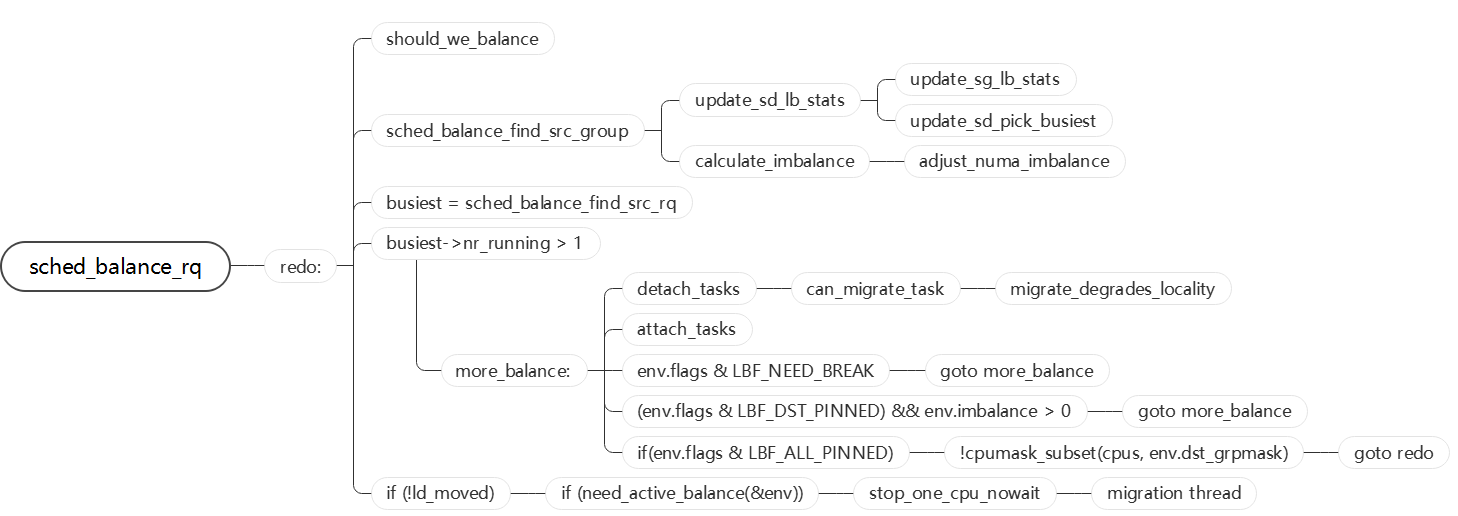 sched_balance_rq
redo:
should_we_balance
sched_balance_find_src_group
update_sd_lb_stats
update_sg_lb_stats
update_sd_pick_busiest
calculate_imbalance
adjust_numa_imbalance
busiest = sched_balance_find_src_rq
busiest->nr_running > 1
more_balance:
detach_tasks
can_migrate_task
migrate_degrades_locality
attach_tasks
env.flags & LBF_NEED_BREAK
goto more_balance
(env.flags & LBF_DST_PINNED) && env.imbalance > 0
goto more_balance
if(env.flags & LBF_ALL_PINNED)
!cpumask_subset(cpus, env.dst_grpmask)
goto redo
if (!ld_moved)
if (need_active_balance(&env))
stop_one_cpu_nowait
migration thread